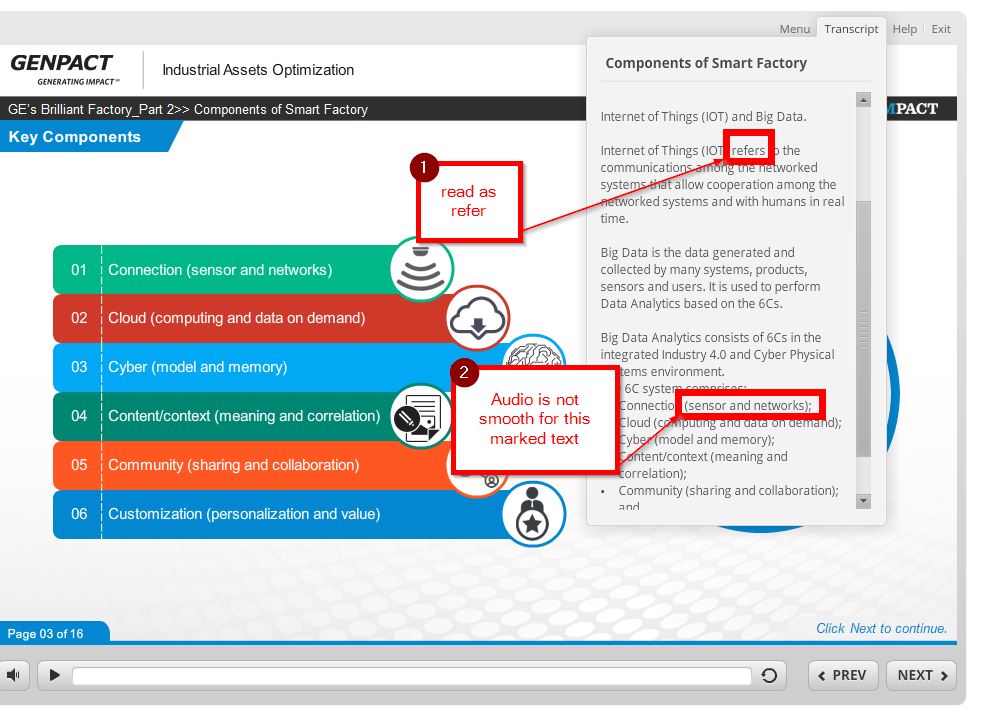 Menu Transcript Help Exit
GENPACT
GENERATING IMPACT℠
Industrial Assets Optimization
GE's Brilliant Factory_Part 2>> Components of Smart Factory
Key Components
01 Connection (sensor and networks)
02 Cloud (computing and data on demand)
03 Cyber (model and memory)
04 Content/context (meaning and correlation)
05 Community (sharing and collaboration)
06 Customization (personalization and value)
1
read as
refer
2
Audio is not
smooth for this
marked text
Components of Smart Factory
Internet of Things (IOT) and Big Data.
Internet of Things (IOT) refers to the
communications among the networked
systems that allow cooperation among the
networked systems and with humans in real
time.
Big Data is the data generated and
collected by many systems, products,
sensors and users. It is used to perform
Data Analytics based on the 6Cs.
Big Data Analytics consists of 6Cs in the
integrated Industry 4.0 and Cyber Physical
tems environment.
6C system comprises:
Connection (sensor and networks);
Cloud (computing and data on demand);
Cyber (model and memory);
Content/context (meaning and
correlation);
• Community (sharing and collaboration);
and
MPACT
Page 03 of 16
Click Next to continue.
PREV
NEXT